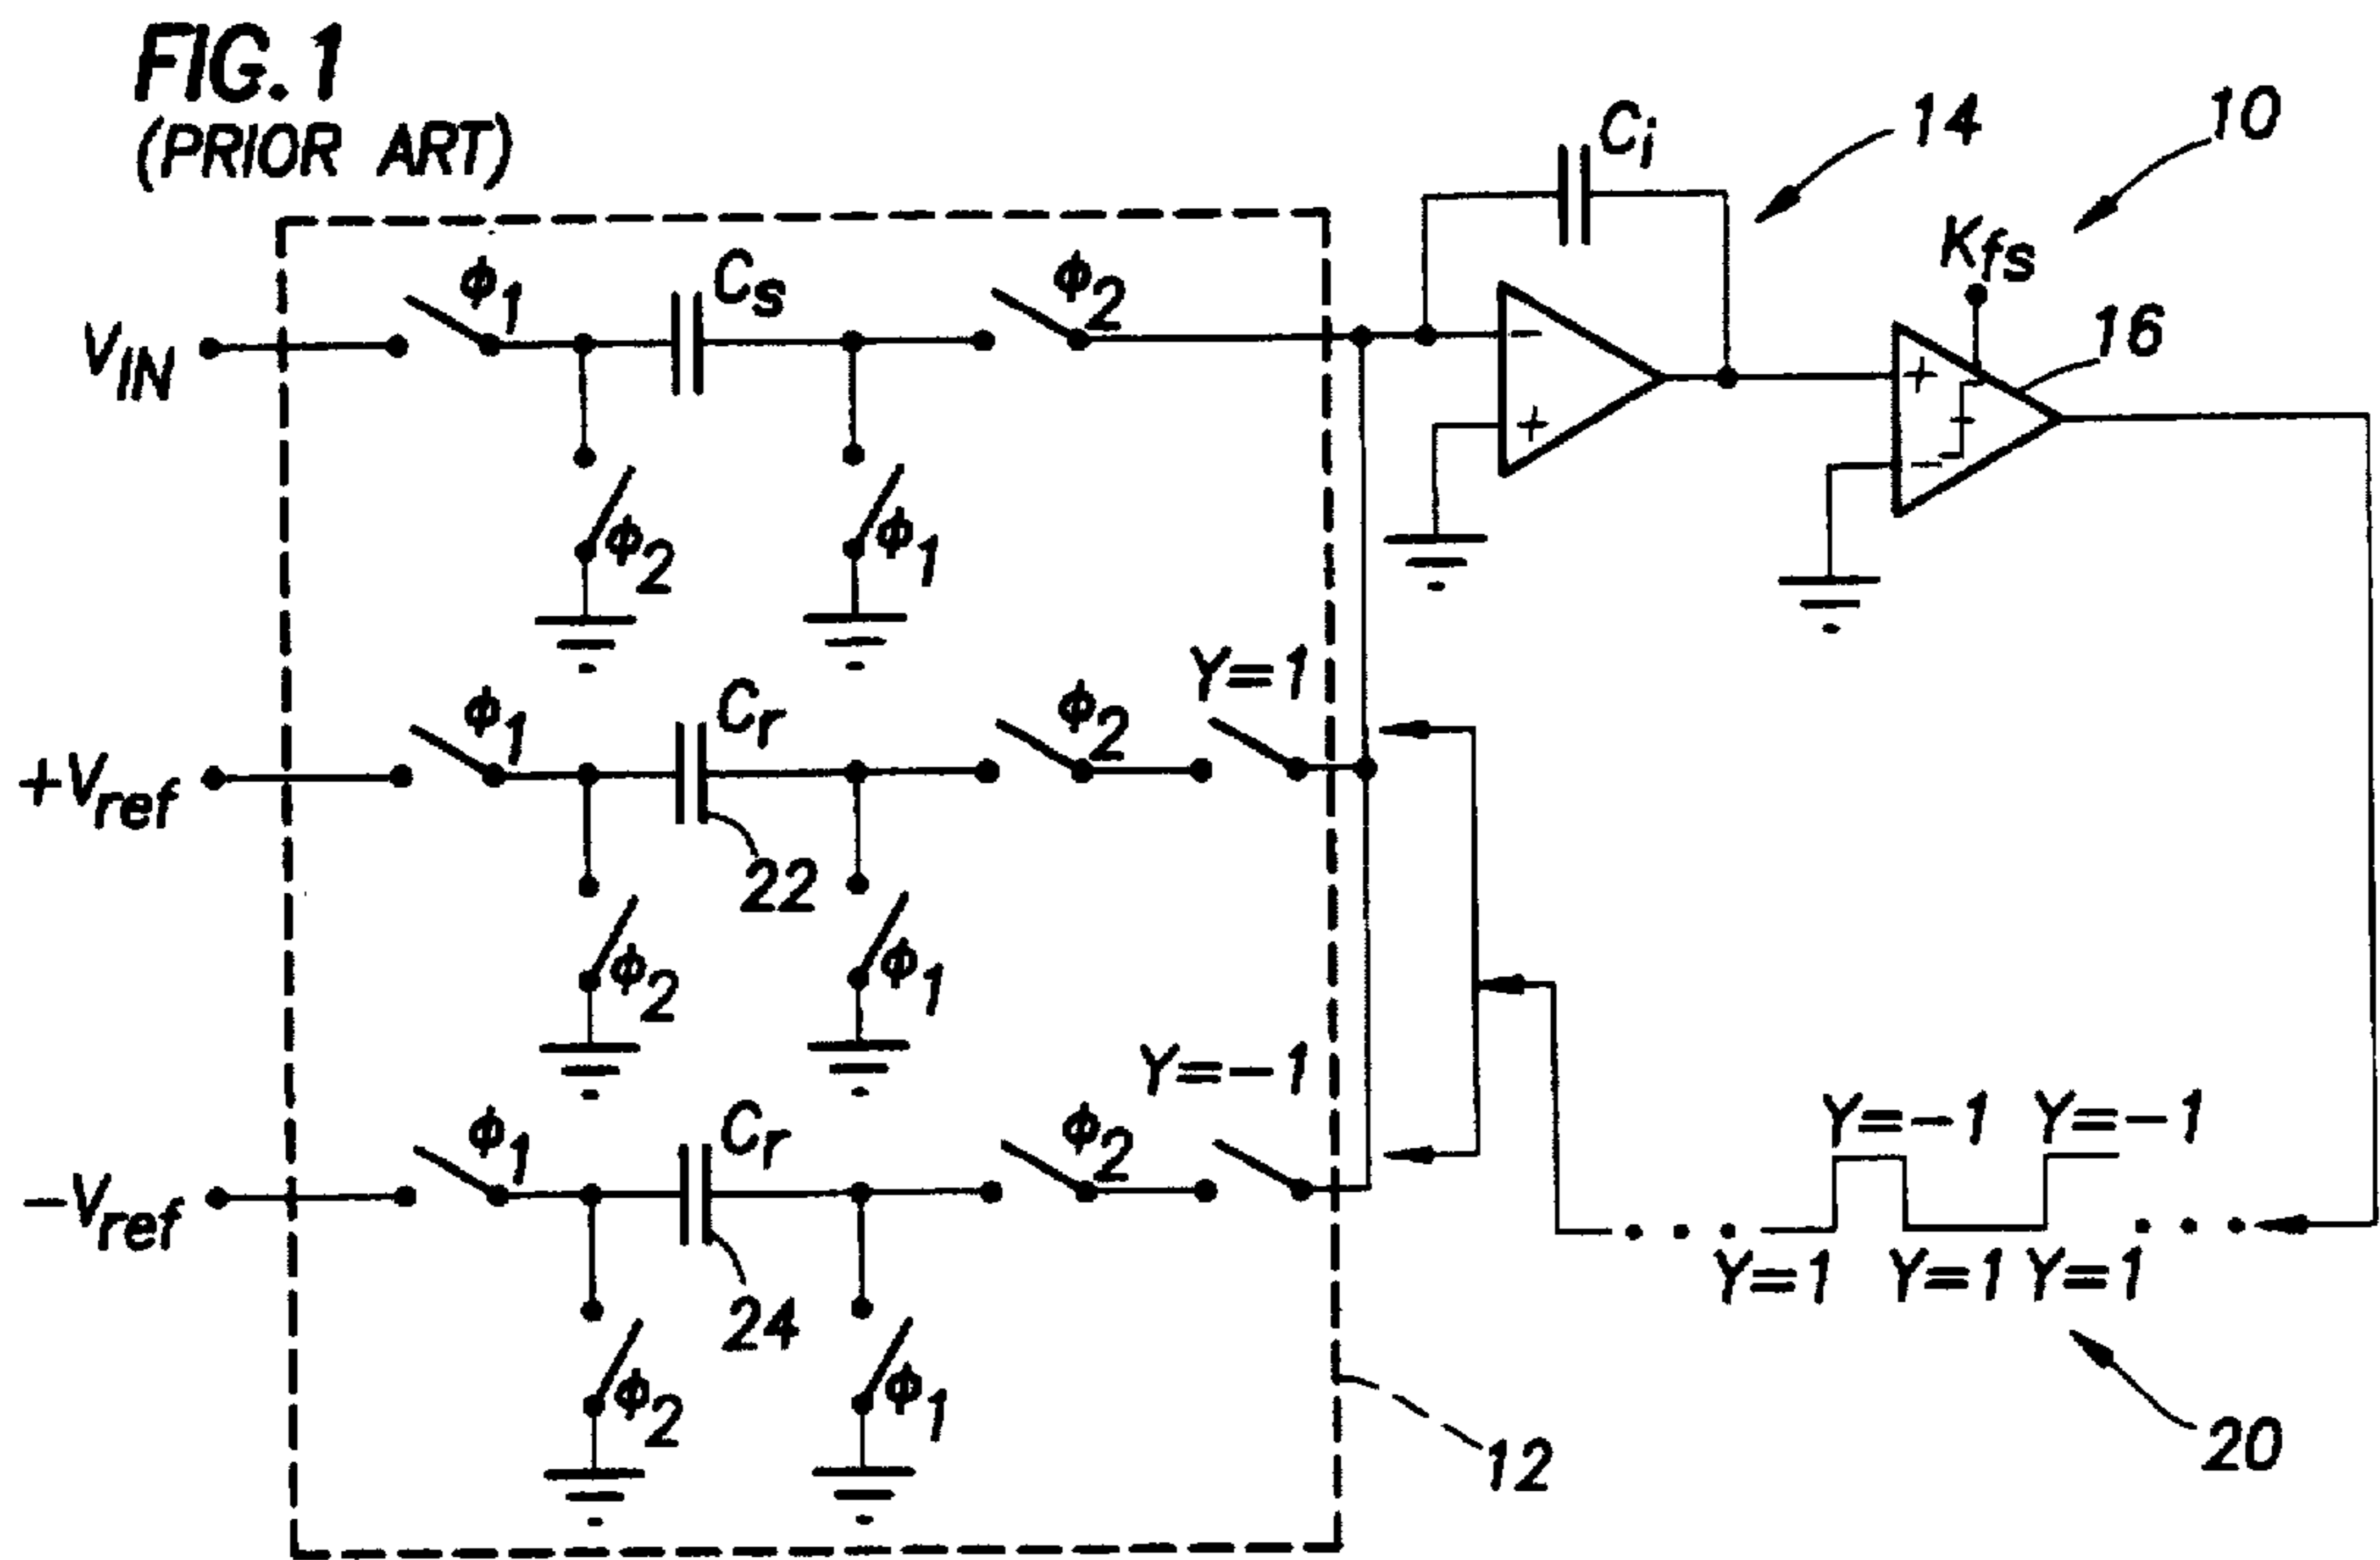 FIG. 1
(PRIOR ART)
Ci
14
10
Kfs
16
VIN
ϕ1
Cs
ϕ2
−
+
+
−
ϕ2
ϕ1
+Vref
ϕ1
Cr
ϕ2
Y=1
22
ϕ2
ϕ1
−Vref
ϕ1
Cr
ϕ2
Y=−1
24
ϕ2
ϕ1
Y=−1 Y=−1
Y=1 Y=1 Y=1
12
20